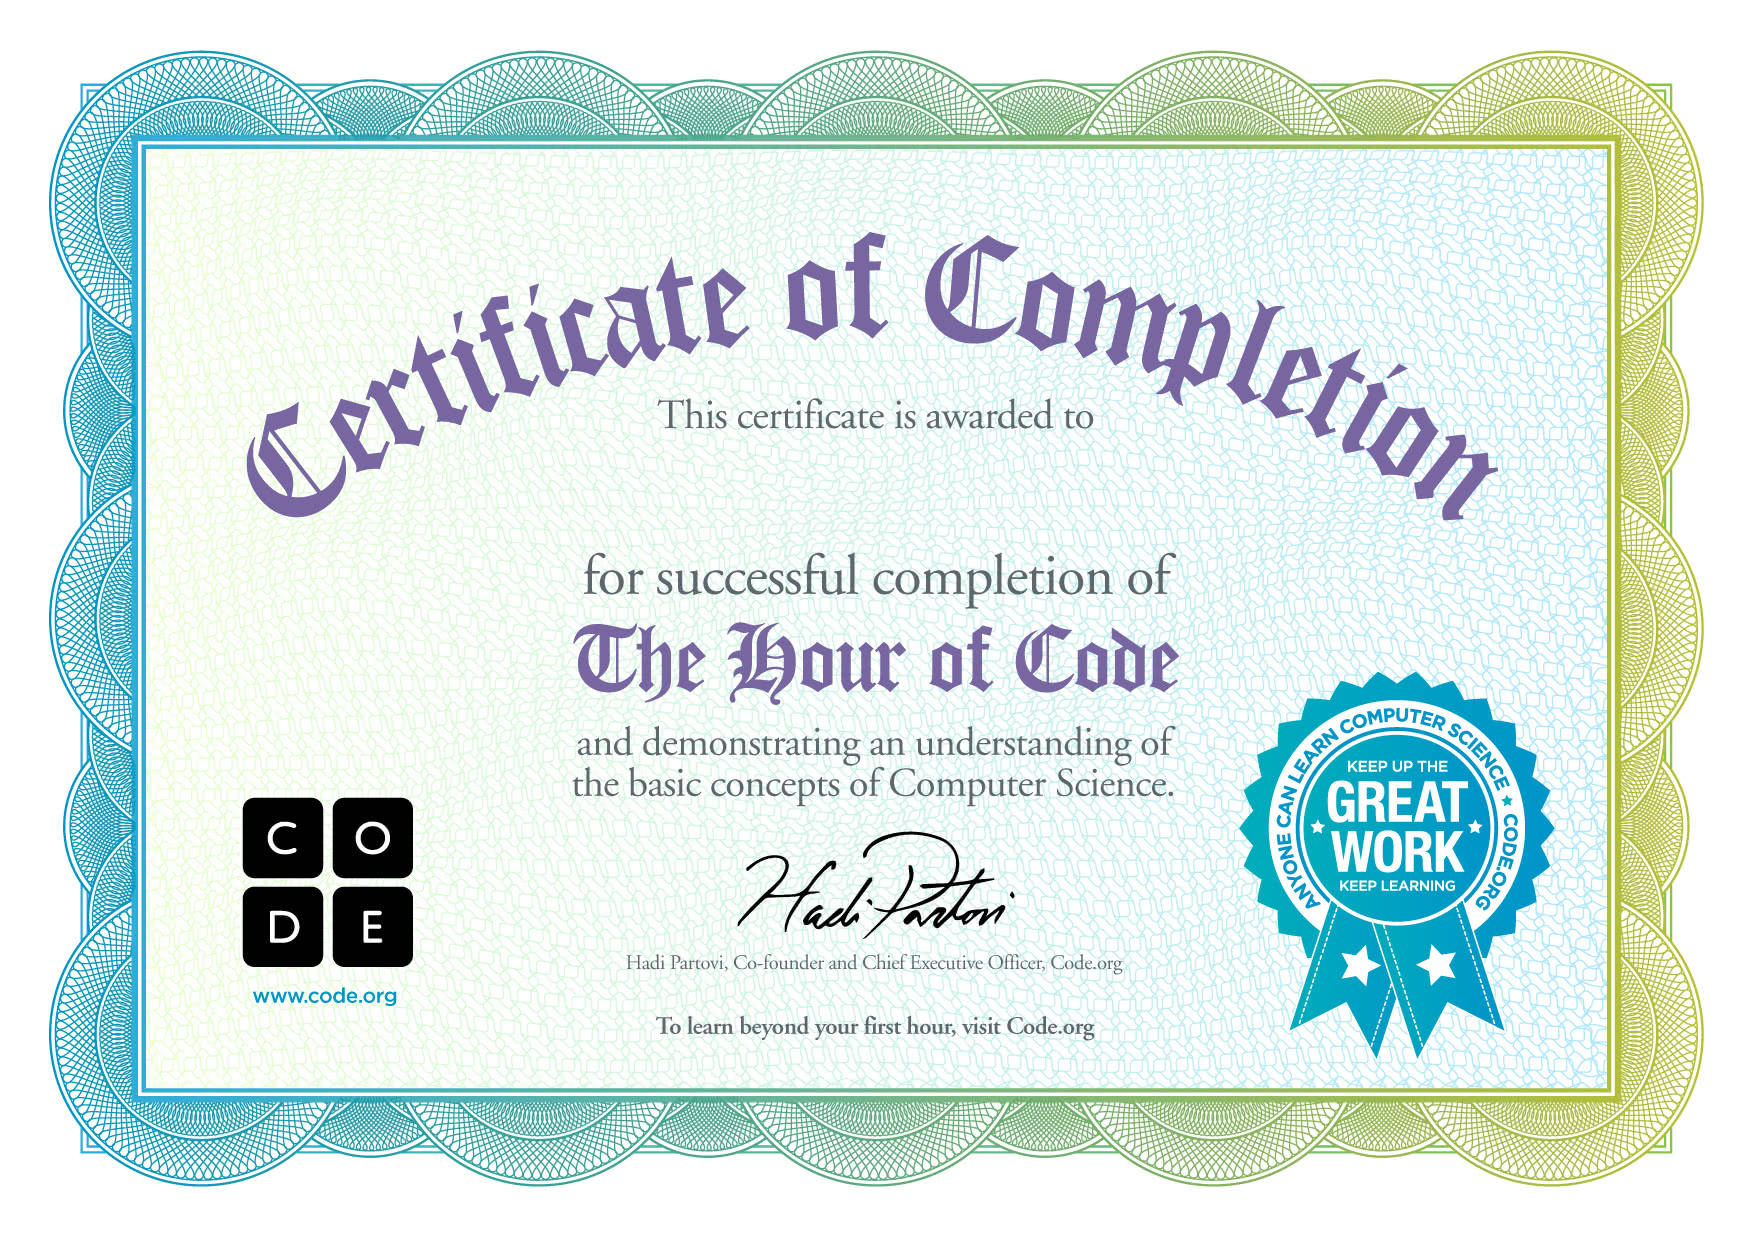 Certificate of Completion
This certificate is awarded to
for successful completion of
The Hour of Code
and demonstrating an understanding of
the basic concepts of Computer Science.
Hadi Partovi
Hadi Partovi, Co-founder and Chief Executive Officer, Code.org
To learn beyond your first hour, visit Code.org
C O
D E
www.code.org
ANYONE CAN LEARN COMPUTER SCIENCE ★ CODE.ORG
KEEP UP THE
GREAT
WORK
KEEP LEARNING